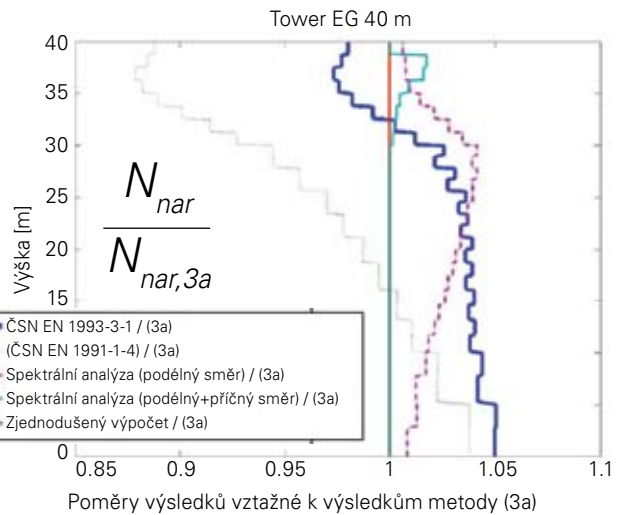 Tower EG 40 m
40
35
30
25
20
15
0
Výška [m]
N nar
N nar,3a
ČSN EN 1993-3-1 / (3a)
(ČSN EN 1991-1-4) / (3a)
Spektrální analýza (podélný směr) / (3a)
Spektrální analýza (podélný+příčný směr) / (3a)
Zjednodušený výpočet / (3a)
0.85 0.9 0.95 1 1.05 1.1
Poměry výsledků vztažné k výsledkům metody (3a)